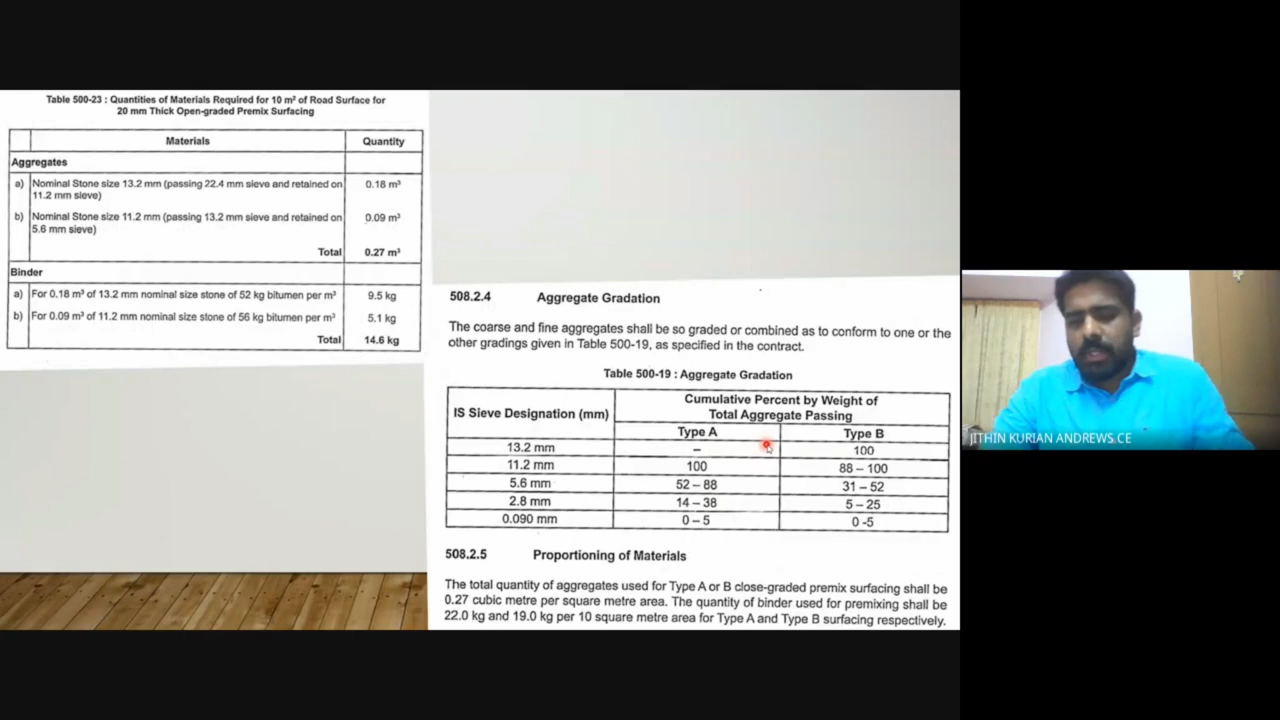 Table 500-23 : Quantities of Materials Required for 10 m² of Road Surface for
20 mm Thick Open-graded Premix Surfacing
Materials Quantity
Aggregates
a) Nominal Stone size 13.2 mm (passing 22.4 mm sieve and retained on 0.18 m³
11.2 mm sieve)
b) Nominal Stone size 11.2 mm (passing 13.2 mm sieve and retained on 0.09 m³
5.6 mm sieve)
Total 0.27 m³
Binder
a) For 0.18 m³ of 13.2 mm nominal size stone of 52 kg bitumen per m³ 9.5 kg
b) For 0.09 m³ of 11.2 mm nominal size stone of 56 kg bitumen per m³ 5.1 kg
Total 14.6 kg
508.2.4 Aggregate Gradation
The coarse and fine aggregates shall be so graded or combined as to conform to one or the
other gradings given in Table 500-19, as specified in the contract.
Table 500-19 : Aggregate Gradation
IS Sieve Designation (mm) Cumulative Percent by Weight of
Total Aggregate Passing
Type A Type B
13.2 mm – 100
11.2 mm 100 88 – 100
5.6 mm 52 – 88 31 – 52
2.8 mm 14 – 38 5 – 25
0.090 mm 0 – 5 0 -5
508.2.5 Proportioning of Materials
The total quantity of aggregates used for Type A or B close-graded premix surfacing shall be
0.27 cubic metre per square metre area. The quantity of binder used for premixing shall be
22.0 kg and 19.0 kg per 10 square metre area for Type A and Type B surfacing respectively.
JITHIN KURIAN ANDREWS CE